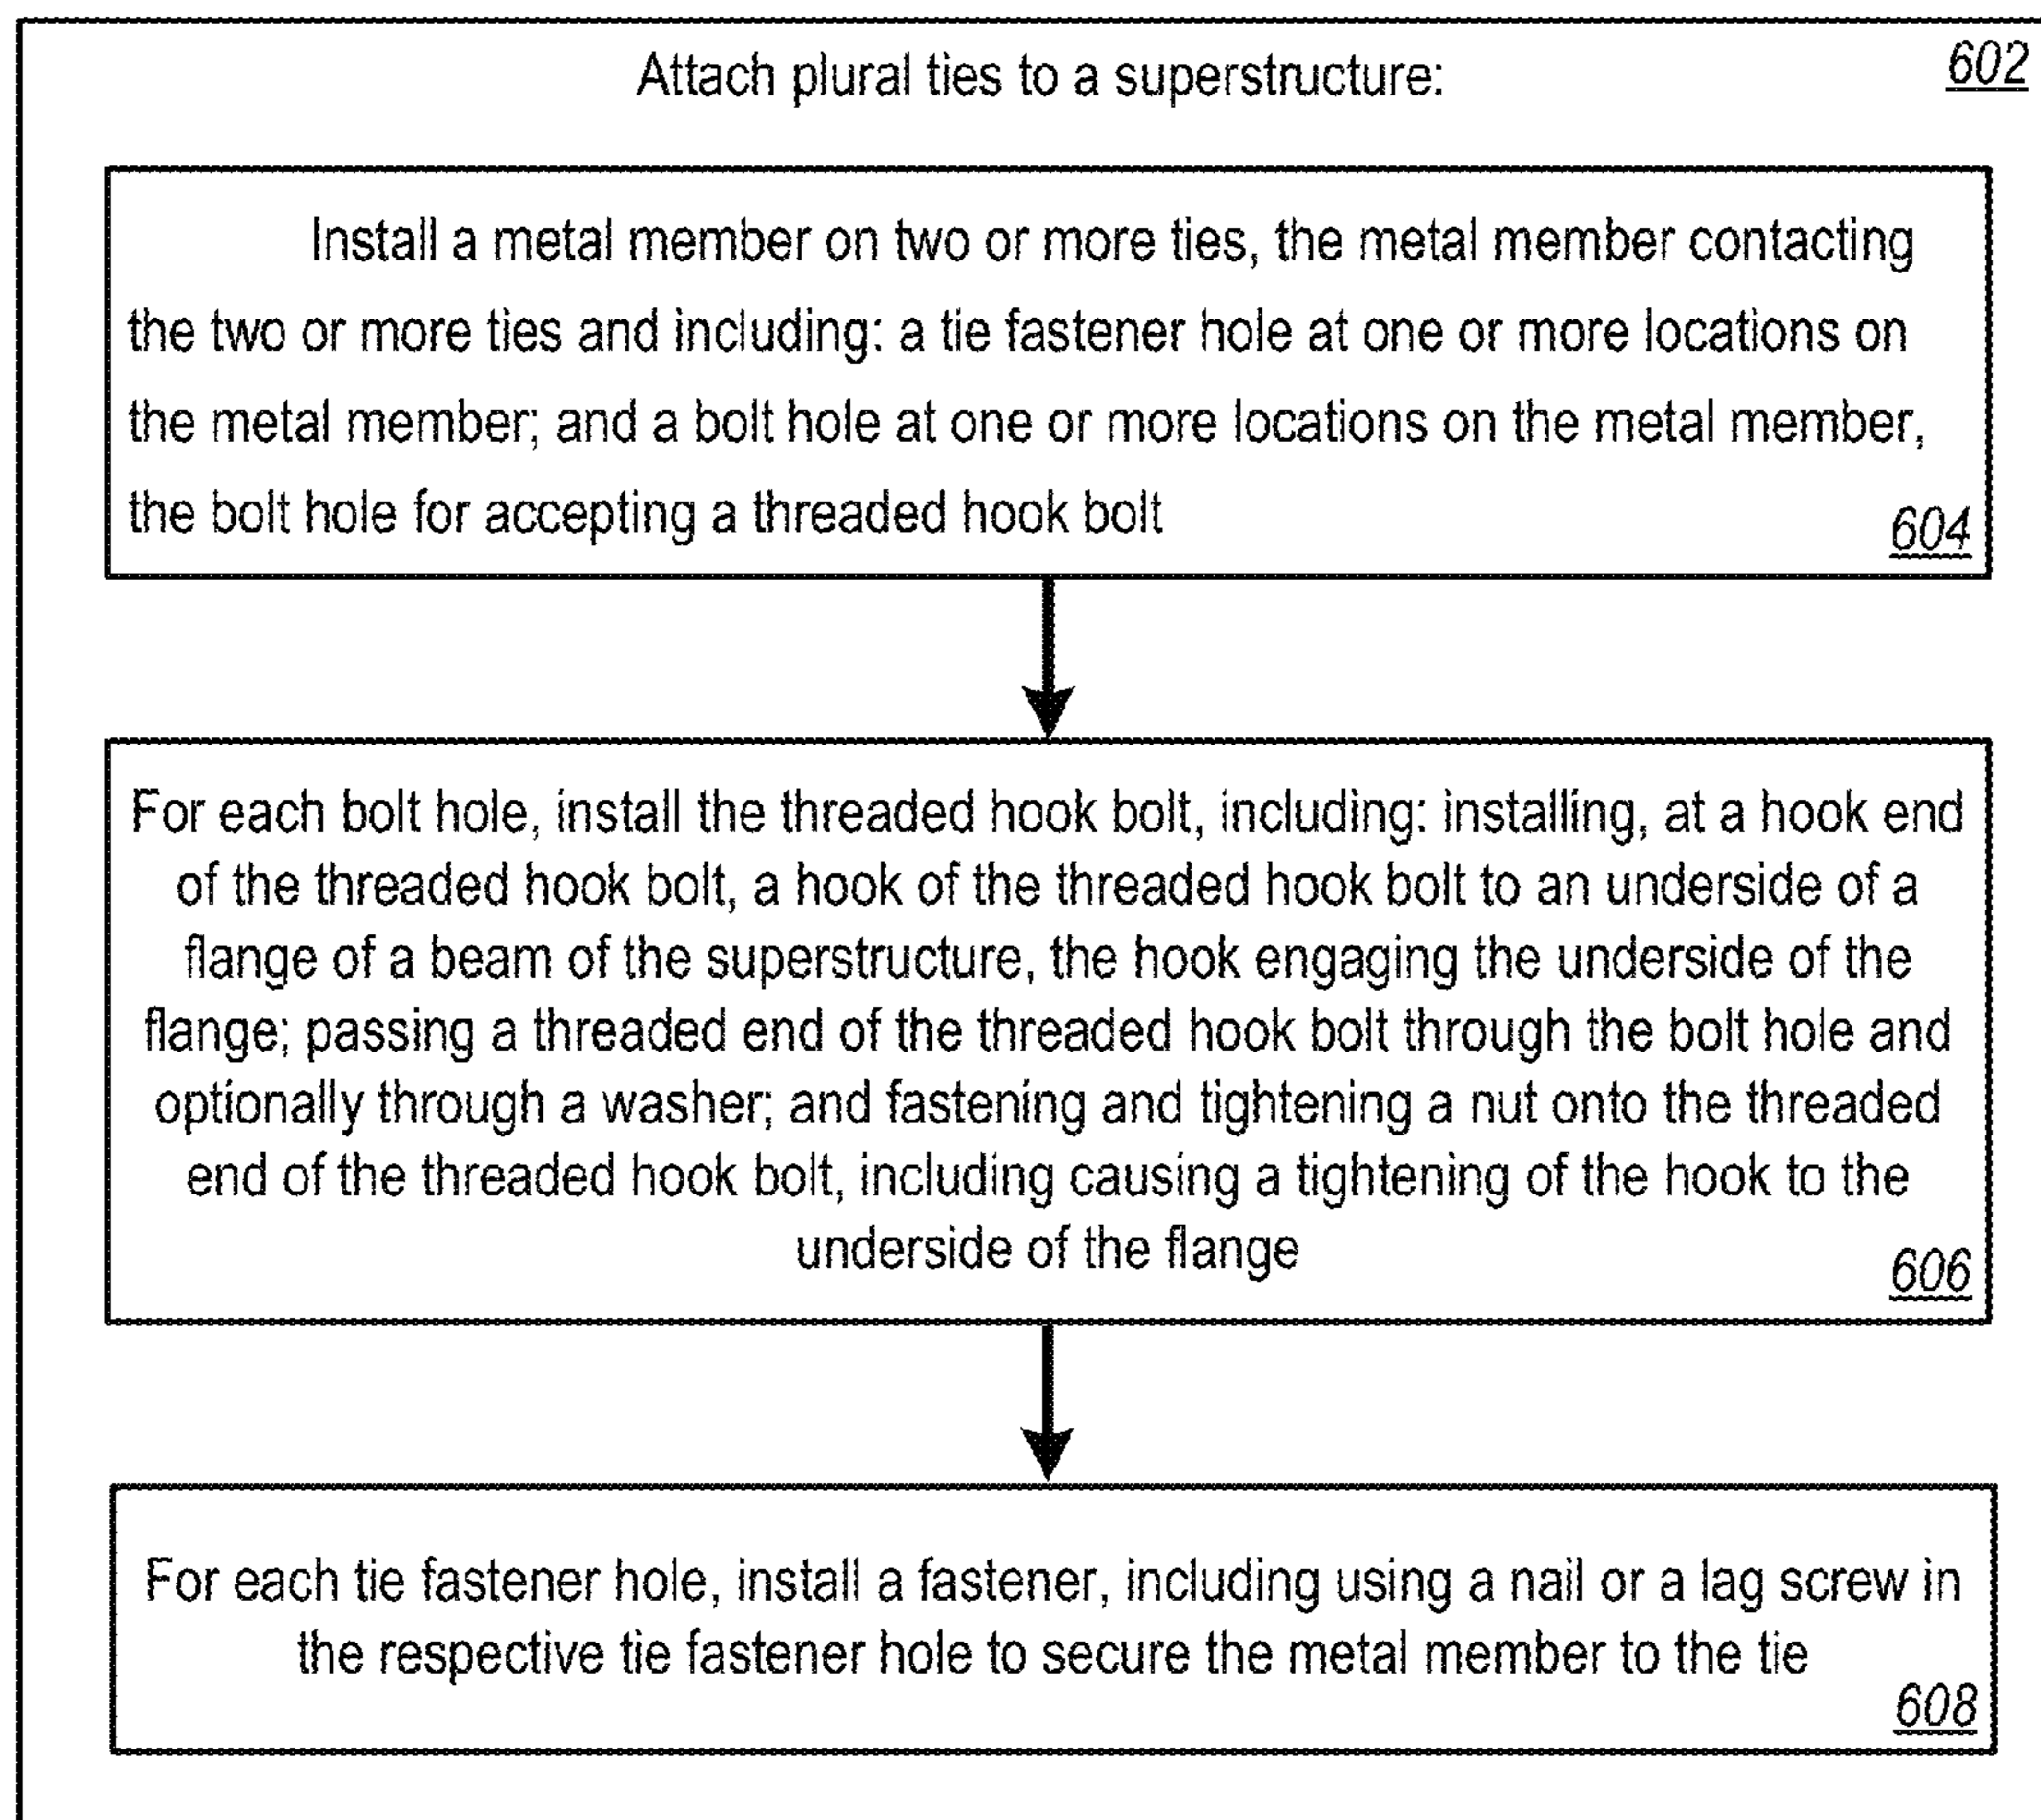 Attach plural ties to a superstructure:
602
Install a metal member on two or more ties, the metal member contacting
the two or more ties and including: a tie fastener hole at one or more locations on
the metal member; and a bolt hole at one or more locations on the metal member,
the bolt hole for accepting a threaded hook bolt
604
For each bolt hole, install the threaded hook bolt, including: installing, at a hook end
of the threaded hook bolt, a hook of the threaded hook bolt to an underside of a
flange of a beam of the superstructure, the hook engaging the underside of the
flange; passing a threaded end of the threaded hook bolt through the bolt hole and
optionally through a washer; and fastening and tightening a nut onto the threaded
end of the threaded hook bolt, including causing a tightening of the hook to the
underside of the flange
606
For each tie fastener hole, install a fastener, including using a nail or a lag screw in
the respective tie fastener hole to secure the metal member to the tie
608